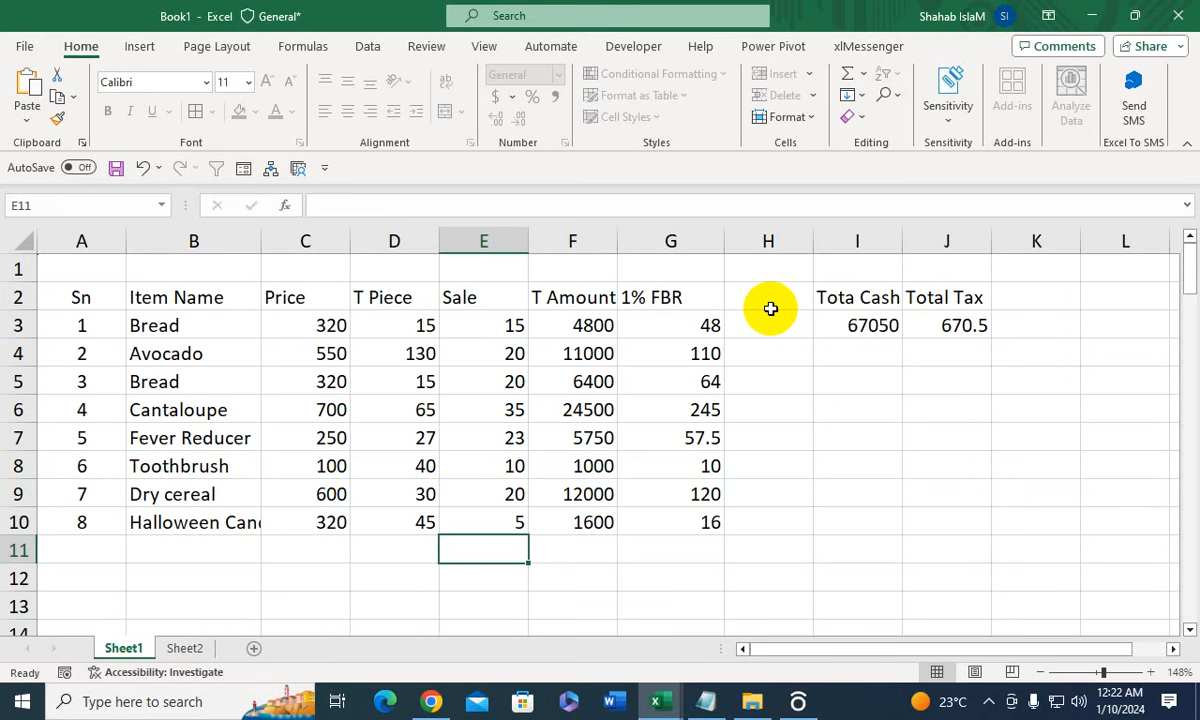 Book1 - Excel General* Search Shahab IslaM SI
File Home Insert Page Layout Formulas Data Review View Automate Developer Help Power Pivot xlMessenger Comments Share
Paste Calibri 11 General Conditional Formatting Insert Sensitivity Add-ins Analyze Data Send SMS
B I U $ % Format as Table Delete
Cell Styles Format
Clipboard Font Alignment Number Styles Cells Editing Sensitivity Add-ins Excel To SMS
AutoSave Off
E11 fx
A B C D E F G H I J K L
1
2 Sn Item Name Price T Piece Sale T Amount 1% FBR Tota Cash Total Tax
3 1 Bread 320 15 15 4800 48 67050 670.5
4 2 Avocado 550 130 20 11000 110
5 3 Bread 320 15 20 6400 64
6 4 Cantaloupe 700 65 35 24500 245
7 5 Fever Reducer 250 27 23 5750 57.5
8 6 Toothbrush 100 40 10 1000 10
9 7 Dry cereal 600 30 20 12000 120
10 8 Halloween Can 320 45 5 1600 16
11
12
13
14
Sheet1 Sheet2
Ready Accessibility: Investigate 148%
Type here to search 23°C 12:22 AM
1/10/2024